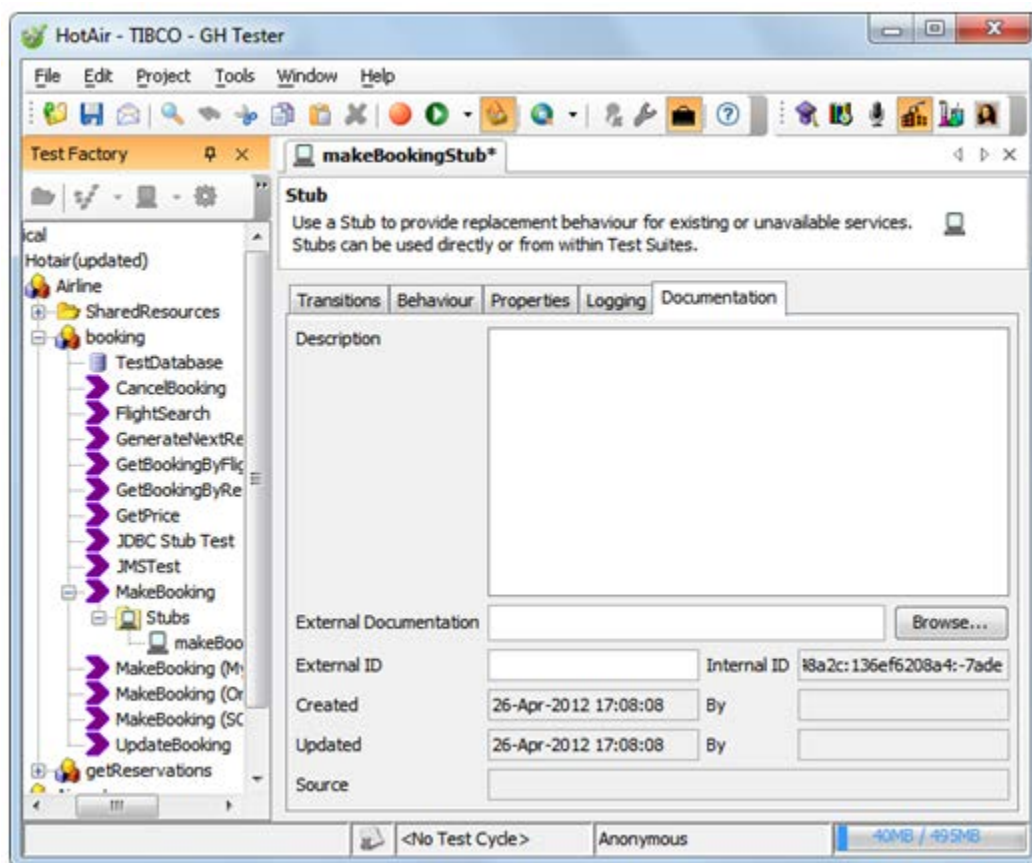 HotAir - TIBCO - GH Tester
File Edit Project Tools Window Help
Test Factory
makeBookingStub*
Stub
Use a Stub to provide replacement behaviour for existing or unavailable services.
Stubs can be used directly or from within Test Suites.
ical
Hotair(updated)
Airline
SharedResources
booking
TestDatabase
CancelBooking
FlightSearch
GenerateNextRe
GetBookingByFlig
GetBookingByRe
GetPrice
JDBC Stub Test
JMSTest
MakeBooking
Stubs
makeBoo
MakeBooking (My
MakeBooking (Or
MakeBooking (SO
UpdateBooking
getReservations
Transitions Behaviour Properties Logging Documentation
Description
External Documentation Browse...
External ID Internal ID 48a2c:136ef6208a4:-7ade
Created 26-Apr-2012 17:08:08 By
Updated 26-Apr-2012 17:08:08 By
Source
<No Test Cycle> Anonymous 40MB / 495MB